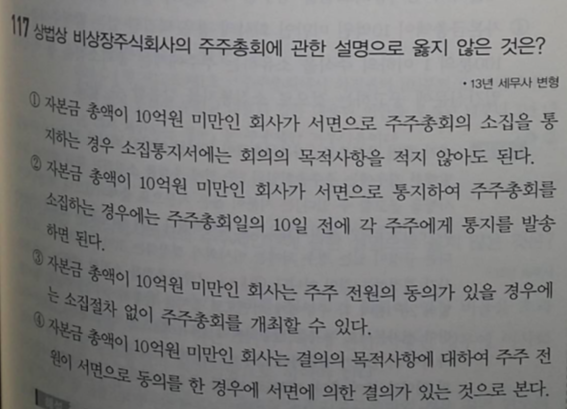 117 상법상 비상장주식회사의 주주총회에 관한 설명으로 옳지 않은 것은?
• 13년 세무사 변형
① 자본금 총액이 10억원 미만인 회사가 서면으로 주주총회의 소집을 통
지하는 경우 소집통지서에는 회의의 목적사항을 적지 않아도 된다.
② 자본금 총액이 10억원 미만인 회사가 서면으로 통지하여 주주총회를
소집하는 경우에는 주주총회일의 10일 전에 각 주주에게 통지를 발송
하면 된다.
③ 자본금 총액이 10억원 미만인 회사는 주주 전원의 동의가 있을 경우에
는 소집절차 없이 주주총회를 개최할 수 있다.
④ 자본금 총액이 10억원 미만인 회사는 결의의 목적사항에 대하여 주주 전
원이 서면으로 동의를 한 경우에 서면에 의한 결의가 있는 것으로 본다.